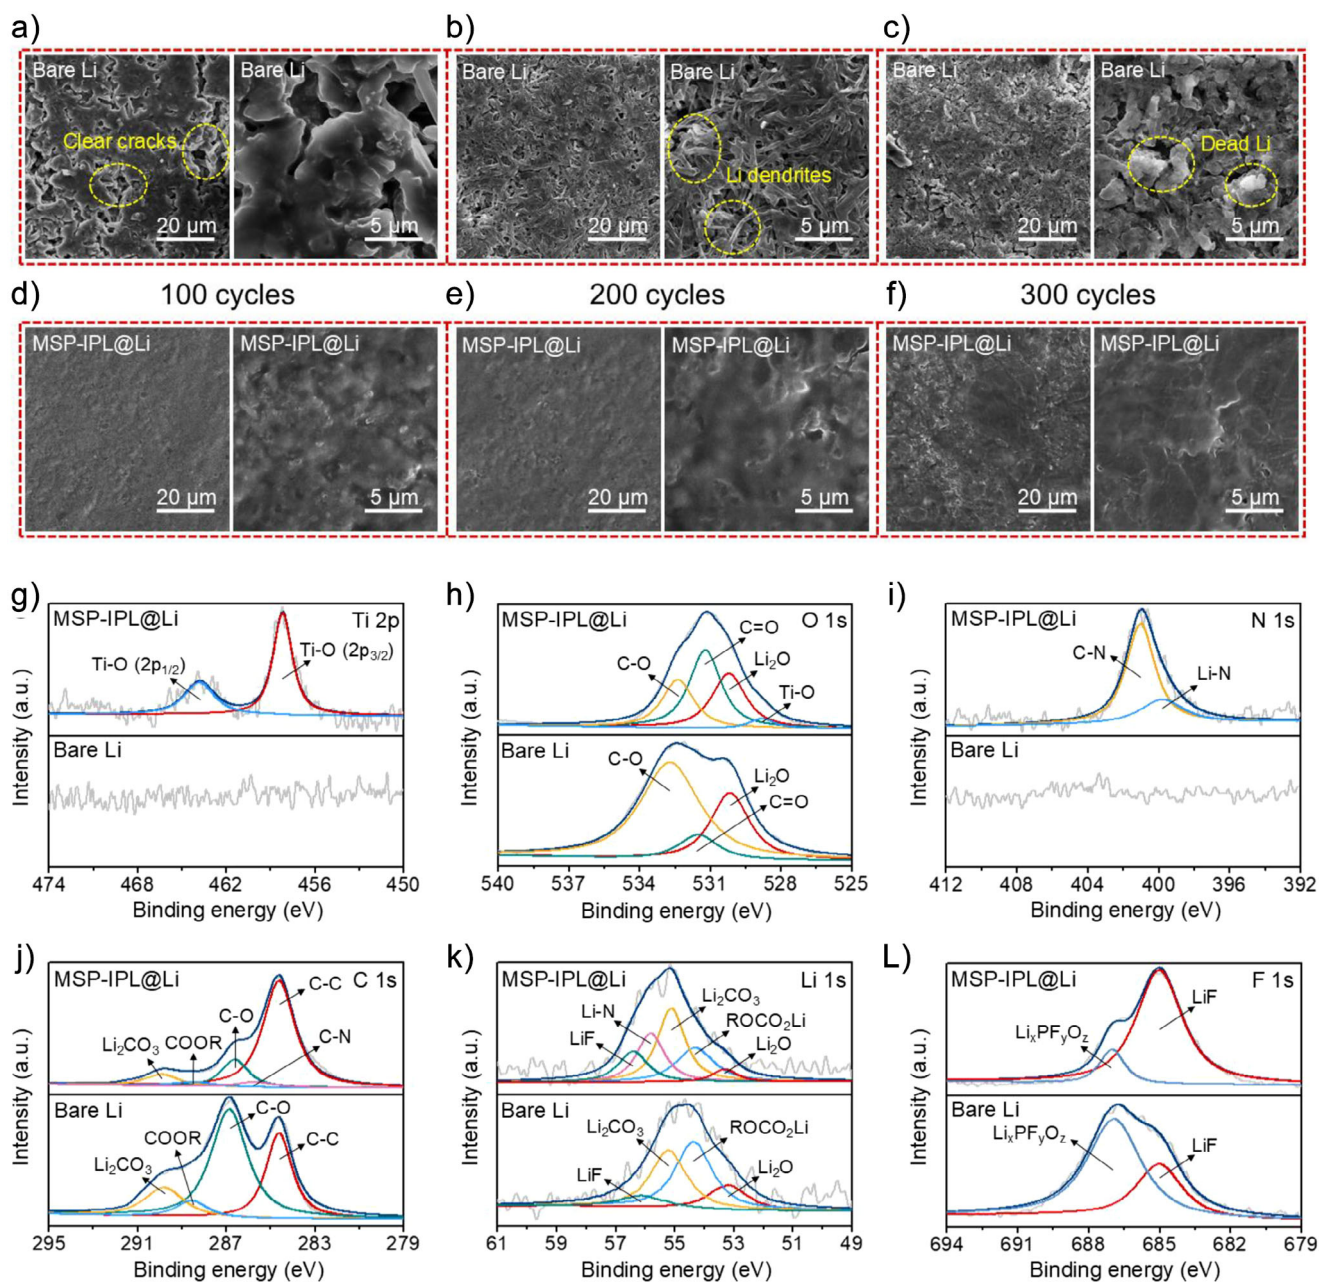 a) b) c)
Bare Li Bare Li Bare Li Bare Li Bare Li Bare Li
Clear cracks Li dendrites Dead Li
20 μm 5 μm 20 μm 5 μm 20 μm 5 μm
d) 100 cycles e) 200 cycles f) 300 cycles
MSP-IPL@Li MSP-IPL@Li MSP-IPL@Li MSP-IPL@Li MSP-IPL@Li MSP-IPL@Li
20 μm 5 μm 20 μm 5 μm 20 μm 5 μm
g)
MSP-IPL@Li Ti 2p
Ti-O (2p1/2) Ti-O (2p3/2)
Bare Li
Intensity (a.u.)
474 468 462 456 450
Binding energy (eV)
h)
MSP-IPL@Li O 1s
C=O
C-O Li2O
Ti-O
Bare Li
C-O Li2O
C=O
Intensity (a.u.)
540 537 534 531 528 525
Binding energy (eV)
i)
MSP-IPL@Li N 1s
C-N
Li-N
Bare Li
Intensity (a.u.)
412 408 404 400 396 392
Binding energy (eV)
j)
MSP-IPL@Li C 1s
C-C
C-O
Li2CO3 COOR C-N
Bare Li C-O
COOR C-C
Li2CO3
Intensity (a.u.)
295 291 287 283 279
Binding energy (eV)
k)
MSP-IPL@Li Li 1s
Li-N Li2CO3
LiF ROCO2Li
Li2O
Bare Li
Li2CO3 ROCO2Li
LiF Li2O
Intensity (a.u.)
61 59 57 55 53 51 49
Binding energy (eV)
L)
MSP-IPL@Li F 1s
LixPFyOz LiF
Bare Li
LixPFyOz LiF
Intensity (a.u.)
694 691 688 685 682 679
Binding energy (eV)